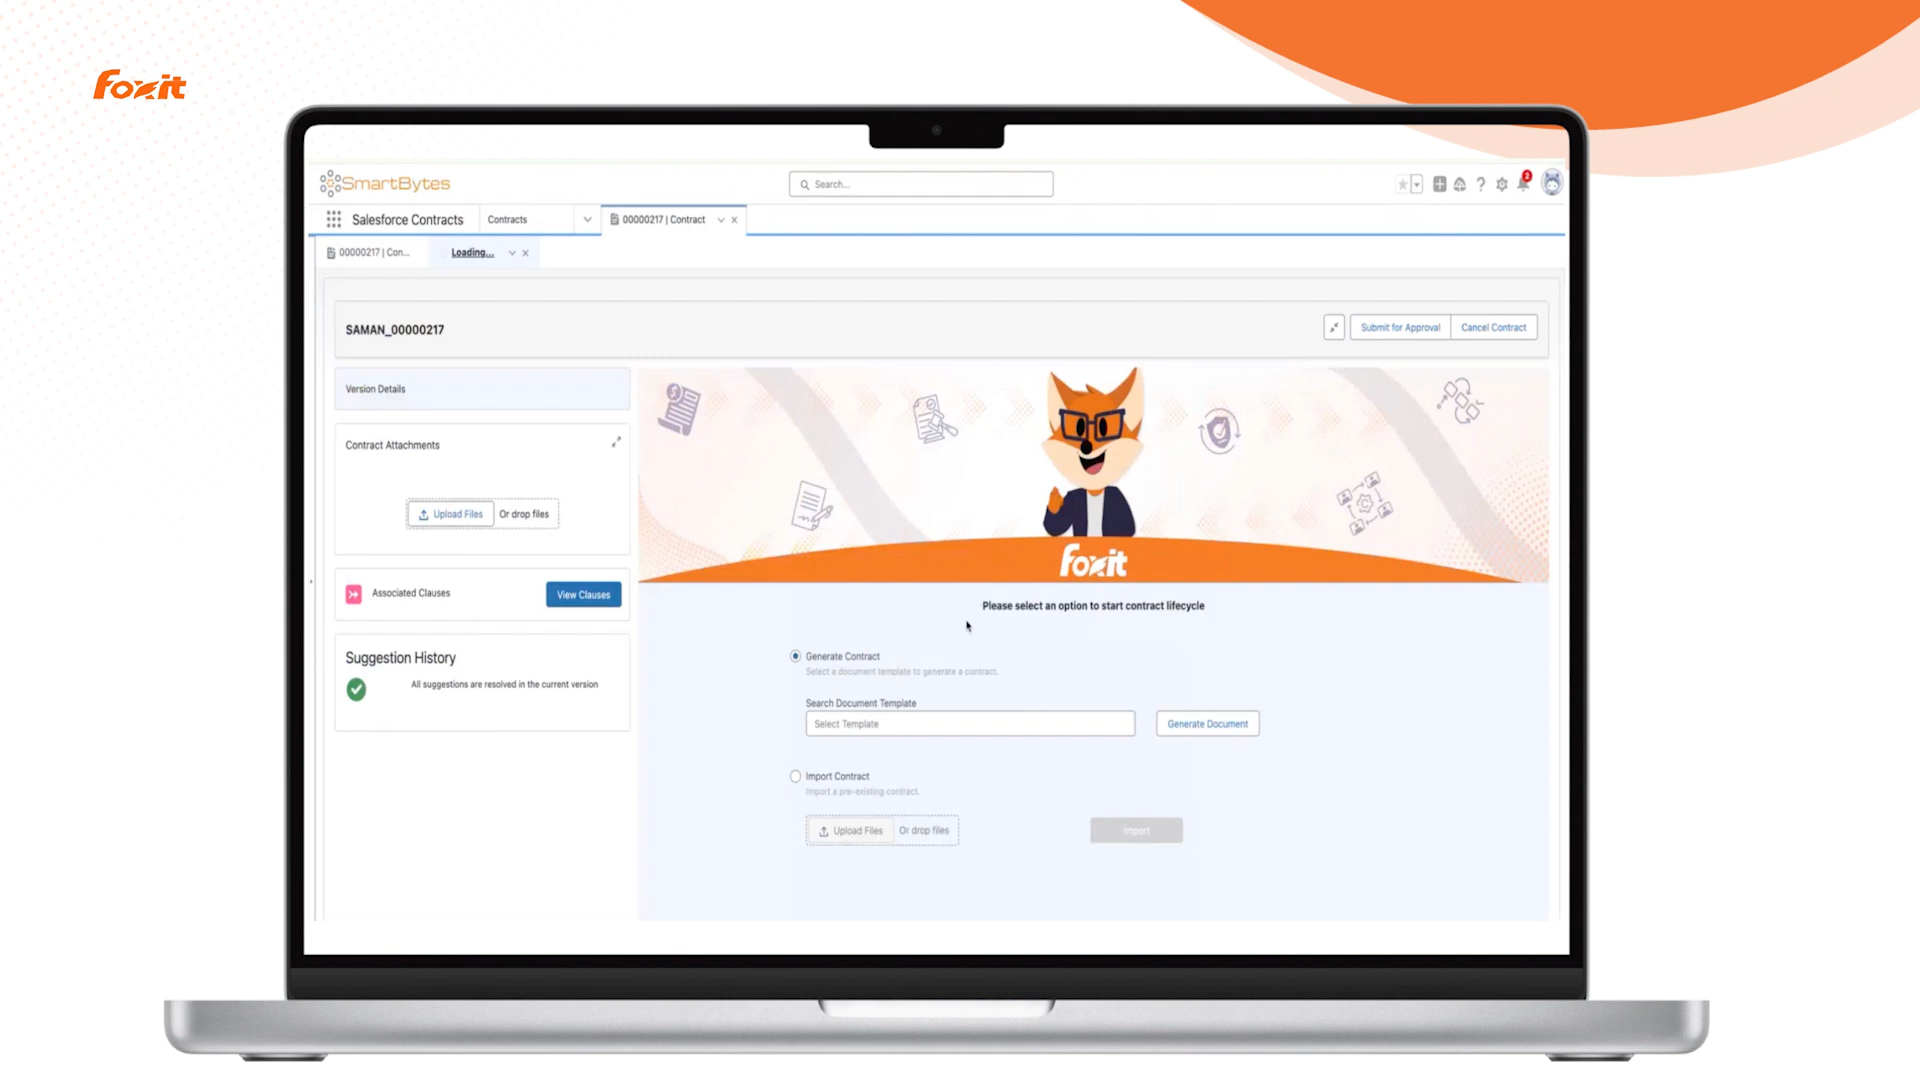 foxit
SmartBytes
Search...
2
Salesforce Contracts
Contracts
00000217 | Contract
00000217 | Con...
Loading...
SAMAN_00000217
Submit for Approval
Cancel Contract
Version Details
Contract Attachments
Upload Files
Or drop files
Associated Clauses
View Clauses
Suggestion History
All suggestions are resolved in the current version
foxit
Please select an option to start contract lifecycle
Generate Contract
Select a document template to generate a contract.
Search Document Template
Select Template
Generate Document
Import Contract
Import a pre-existing contract.
Upload Files
Or drop files
Import